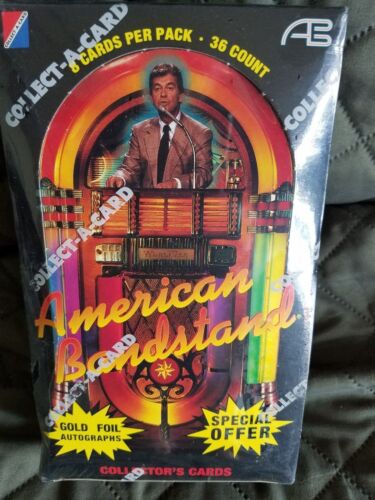 COLLECT-A-CARD
8 CARDS PER PACK · 36 COUNT
AB
COLLECT-A-CARD
COLLECT-A-CARD
COLLECT-A-CARD
American
Bandstand
GOLD FOIL
AUTOGRAPHS
SPECIAL
OFFER
COLLECTOR'S CARDS